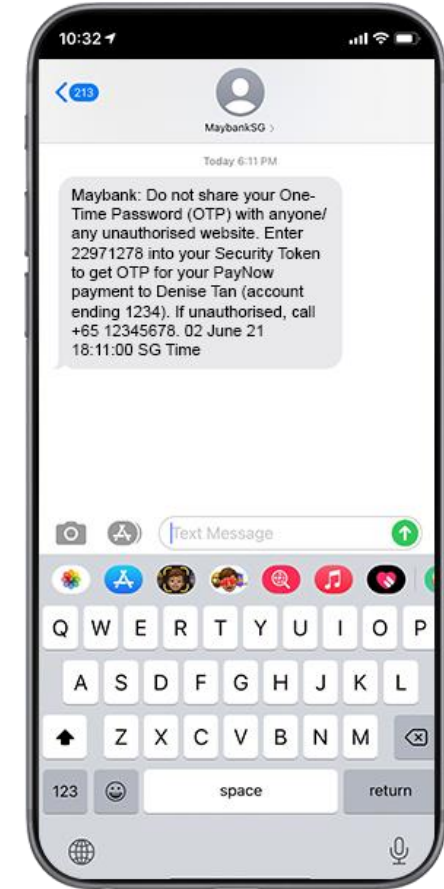 10:32
213
MaybankSG >
Today 6:11 PM
Maybank: Do not share your One-
Time Password (OTP) with anyone/
any unauthorised website. Enter
22971278 into your Security Token
to get OTP for your PayNow
payment to Denise Tan (account
ending 1234). If unauthorised, call
+65 12345678. 02 June 21
18:11:00 SG Time
Text Message
Q W E R T Y U I O P
A S D F G H J K L
Z X C V B N M
123 space return